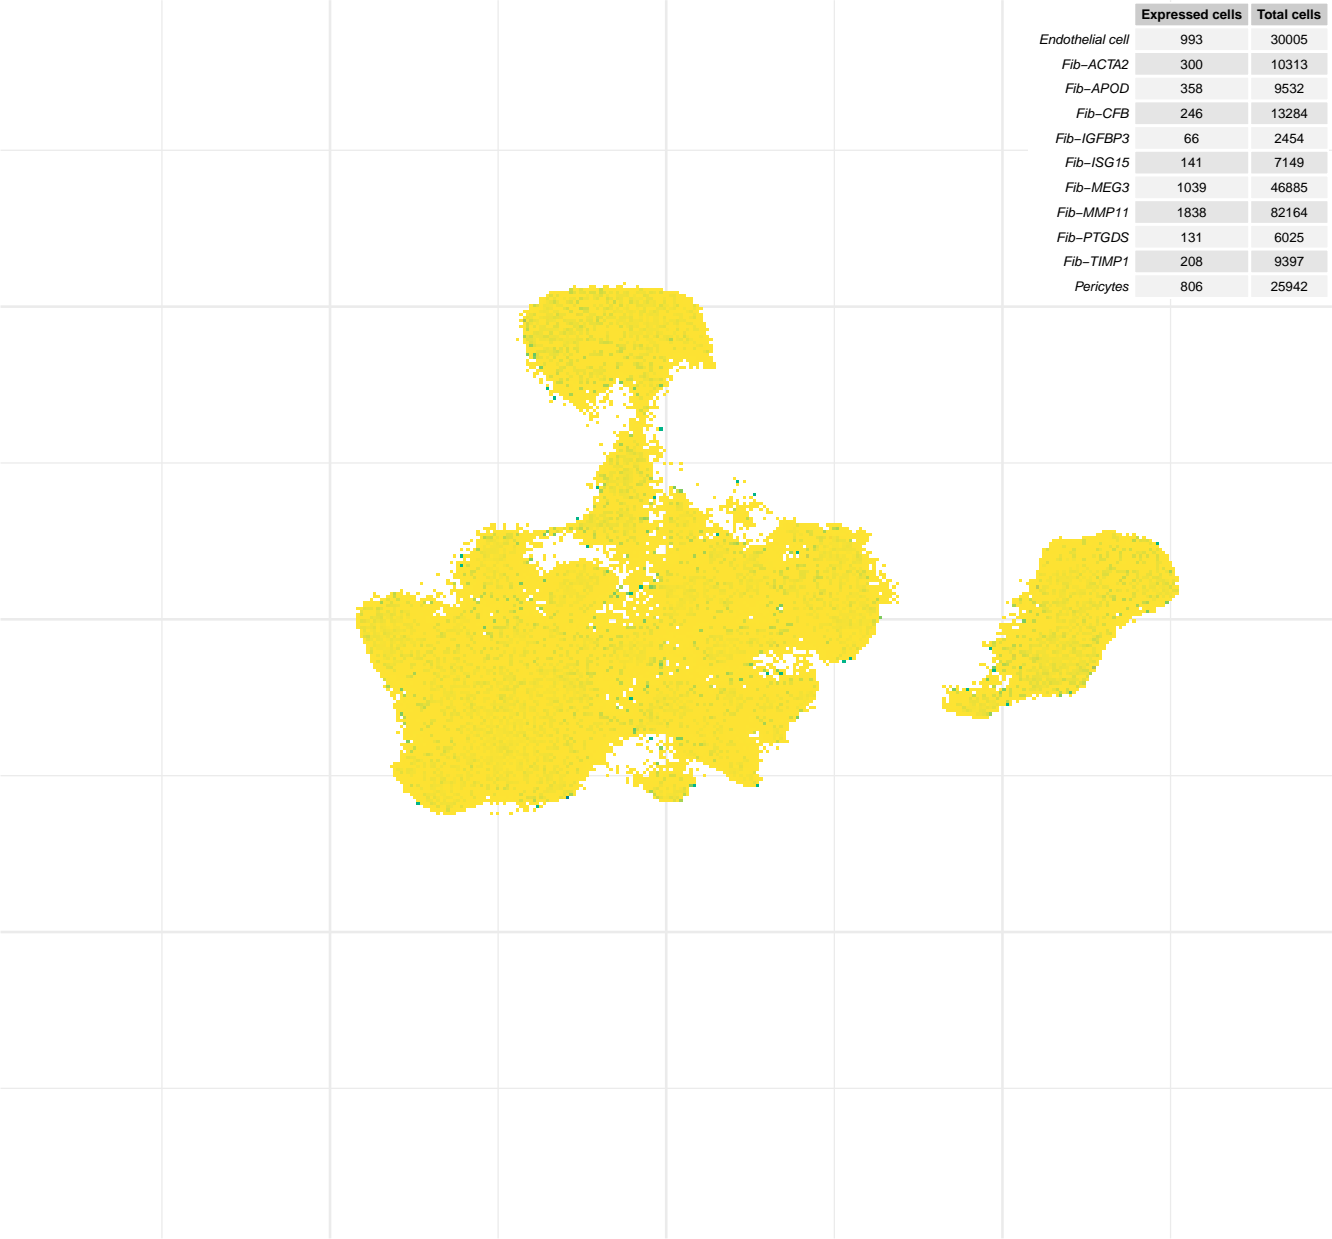 Expressed cells Total cells
Endothelial cell 993 30005
Fib−ACTA2 300 10313
Fib−APOD 358 9532
Fib−CFB 246 13284
Fib−IGFBP3 66 2454
Fib−ISG15 141 7149
Fib−MEG3 1039 46885
Fib−MMP11 1838 82164
Fib−PTGDS 131 6025
Fib−TIMP1 208 9397
Pericytes 806 25942